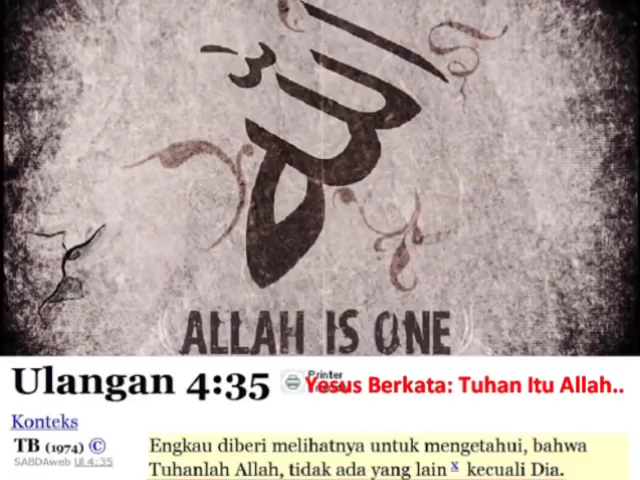 الله
ALLAH IS ONE
Ulangan 4:35
Printer
Yesus Berkata: Tuhan Itu Allah..
Konteks
TB (1974) ©
SABDAweb Ul 4:35
Engkau diberi melihatnya untuk mengetahui, bahwa
Tuhanlah Allah, tidak ada yang lain x kecuali Dia.